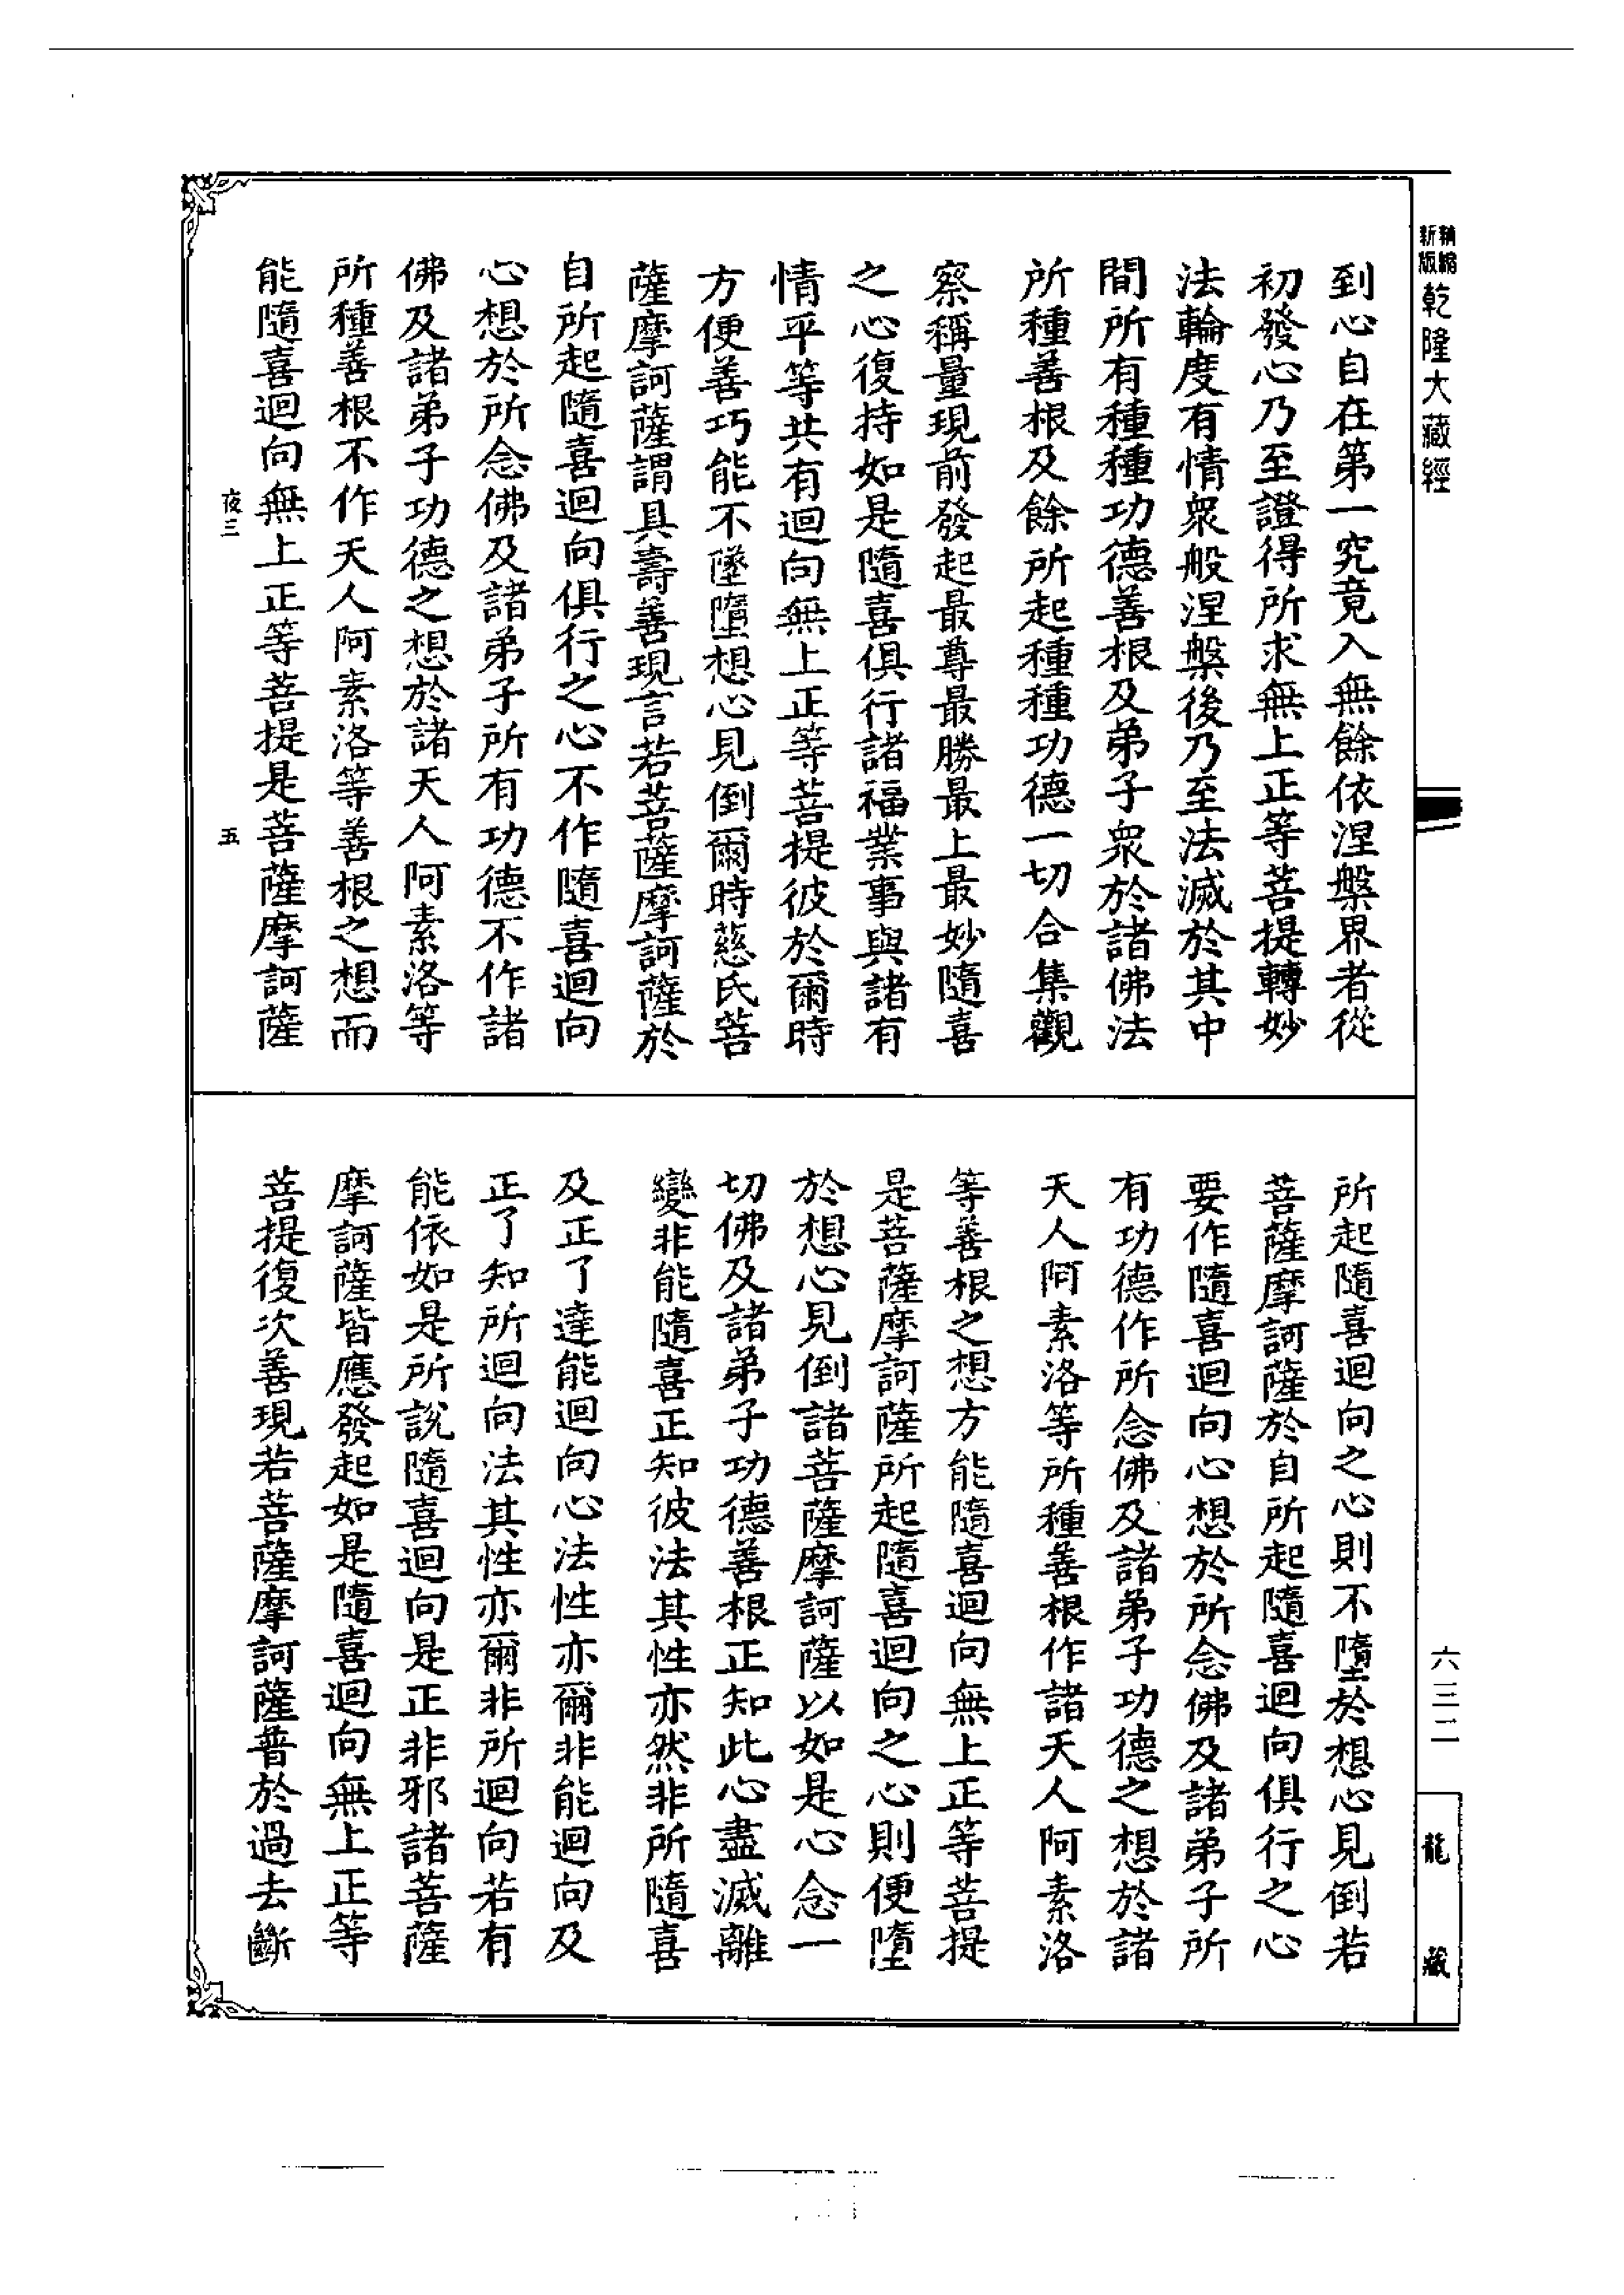 精縮
新版
乾隆大藏經
到心自在第一究竟入無餘依涅槃界者從
初發心乃至證得所求無上正等菩提轉妙
法輪度有情衆般涅槃後乃至法滅於其中
間所有種種功德善根及弟子衆於諸佛法
所種善根及餘所起種種功德一切合集觀
察稱量現前發起最尊最勝最上最妙隨喜
之心復持如是隨喜俱行諸福業事與諸有
情平等共有迴向無上正等菩提彼於爾時
方便善巧能不墜墮想心見倒爾時慈氏菩
薩摩訶薩謂具壽善現言若菩薩摩訶薩於
自所起隨喜迴向俱行之心不作隨喜迴向
心想於所念佛及諸弟子所有功德不作諸
佛及諸弟子功德之想於諸天人阿素洛等
所種善根不作天人阿素洛等善根之想而
能隨喜迴向無上正等菩提是菩薩摩訶薩
夜三
五
所起隨喜迴向之心則不墮於想心見倒若
菩薩摩訶薩於自所起隨喜迴向俱行之心
要作隨喜迴向心想於所念佛及諸弟子所
有功德作所念佛及諸弟子功德之想於諸
天人阿素洛等所種善根作諸天人阿素洛
等善根之想方能隨喜迴向無上正等菩提
是菩薩摩訶薩所起隨喜迴向之心則便墮
於想心見倒諸菩薩摩訶薩以如是心念一
切佛及諸弟子功德善根正知此心盡滅離
變非能隨喜正知彼法其性亦然非所隨喜
及正了達能迴向心法性亦爾非能迴向及
正了知所迴向法其性亦爾非所迴向若有
能依如是所說隨喜迴向是正非邪諸菩薩
摩訶薩皆應發起如是隨喜迴向無上正等
菩提復次善現若菩薩摩訶薩普於過去斷
六三二
龍藏